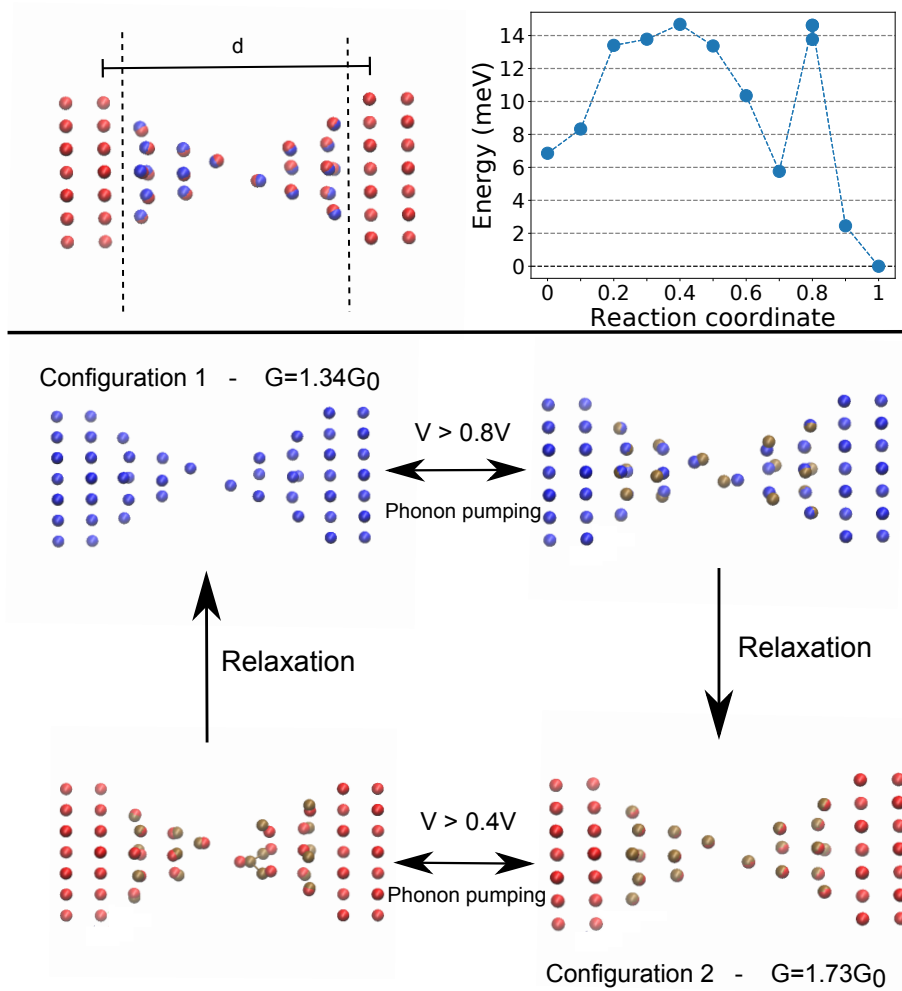 d
Energy (meV)
14
12
10
8
6
4
2
0
0 0.2 0.4 0.6 0.8 1
Reaction coordinate
Configuration 1 - G=1.34G0
V > 0.8V
Phonon pumping
Relaxation
Relaxation
V > 0.4V
Phonon pumping
Configuration 2 - G=1.73G0